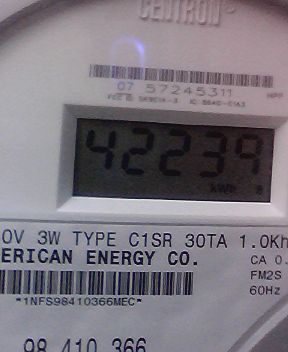 CENTRON
07 57245311
42239
kWh
0V 3W TYPE C1SR 30TA 1.0Kh
ERICAN ENERGY CO.
CA 0.
FM2S
*1NFS98410366MEC*
60Hz
98 410 366